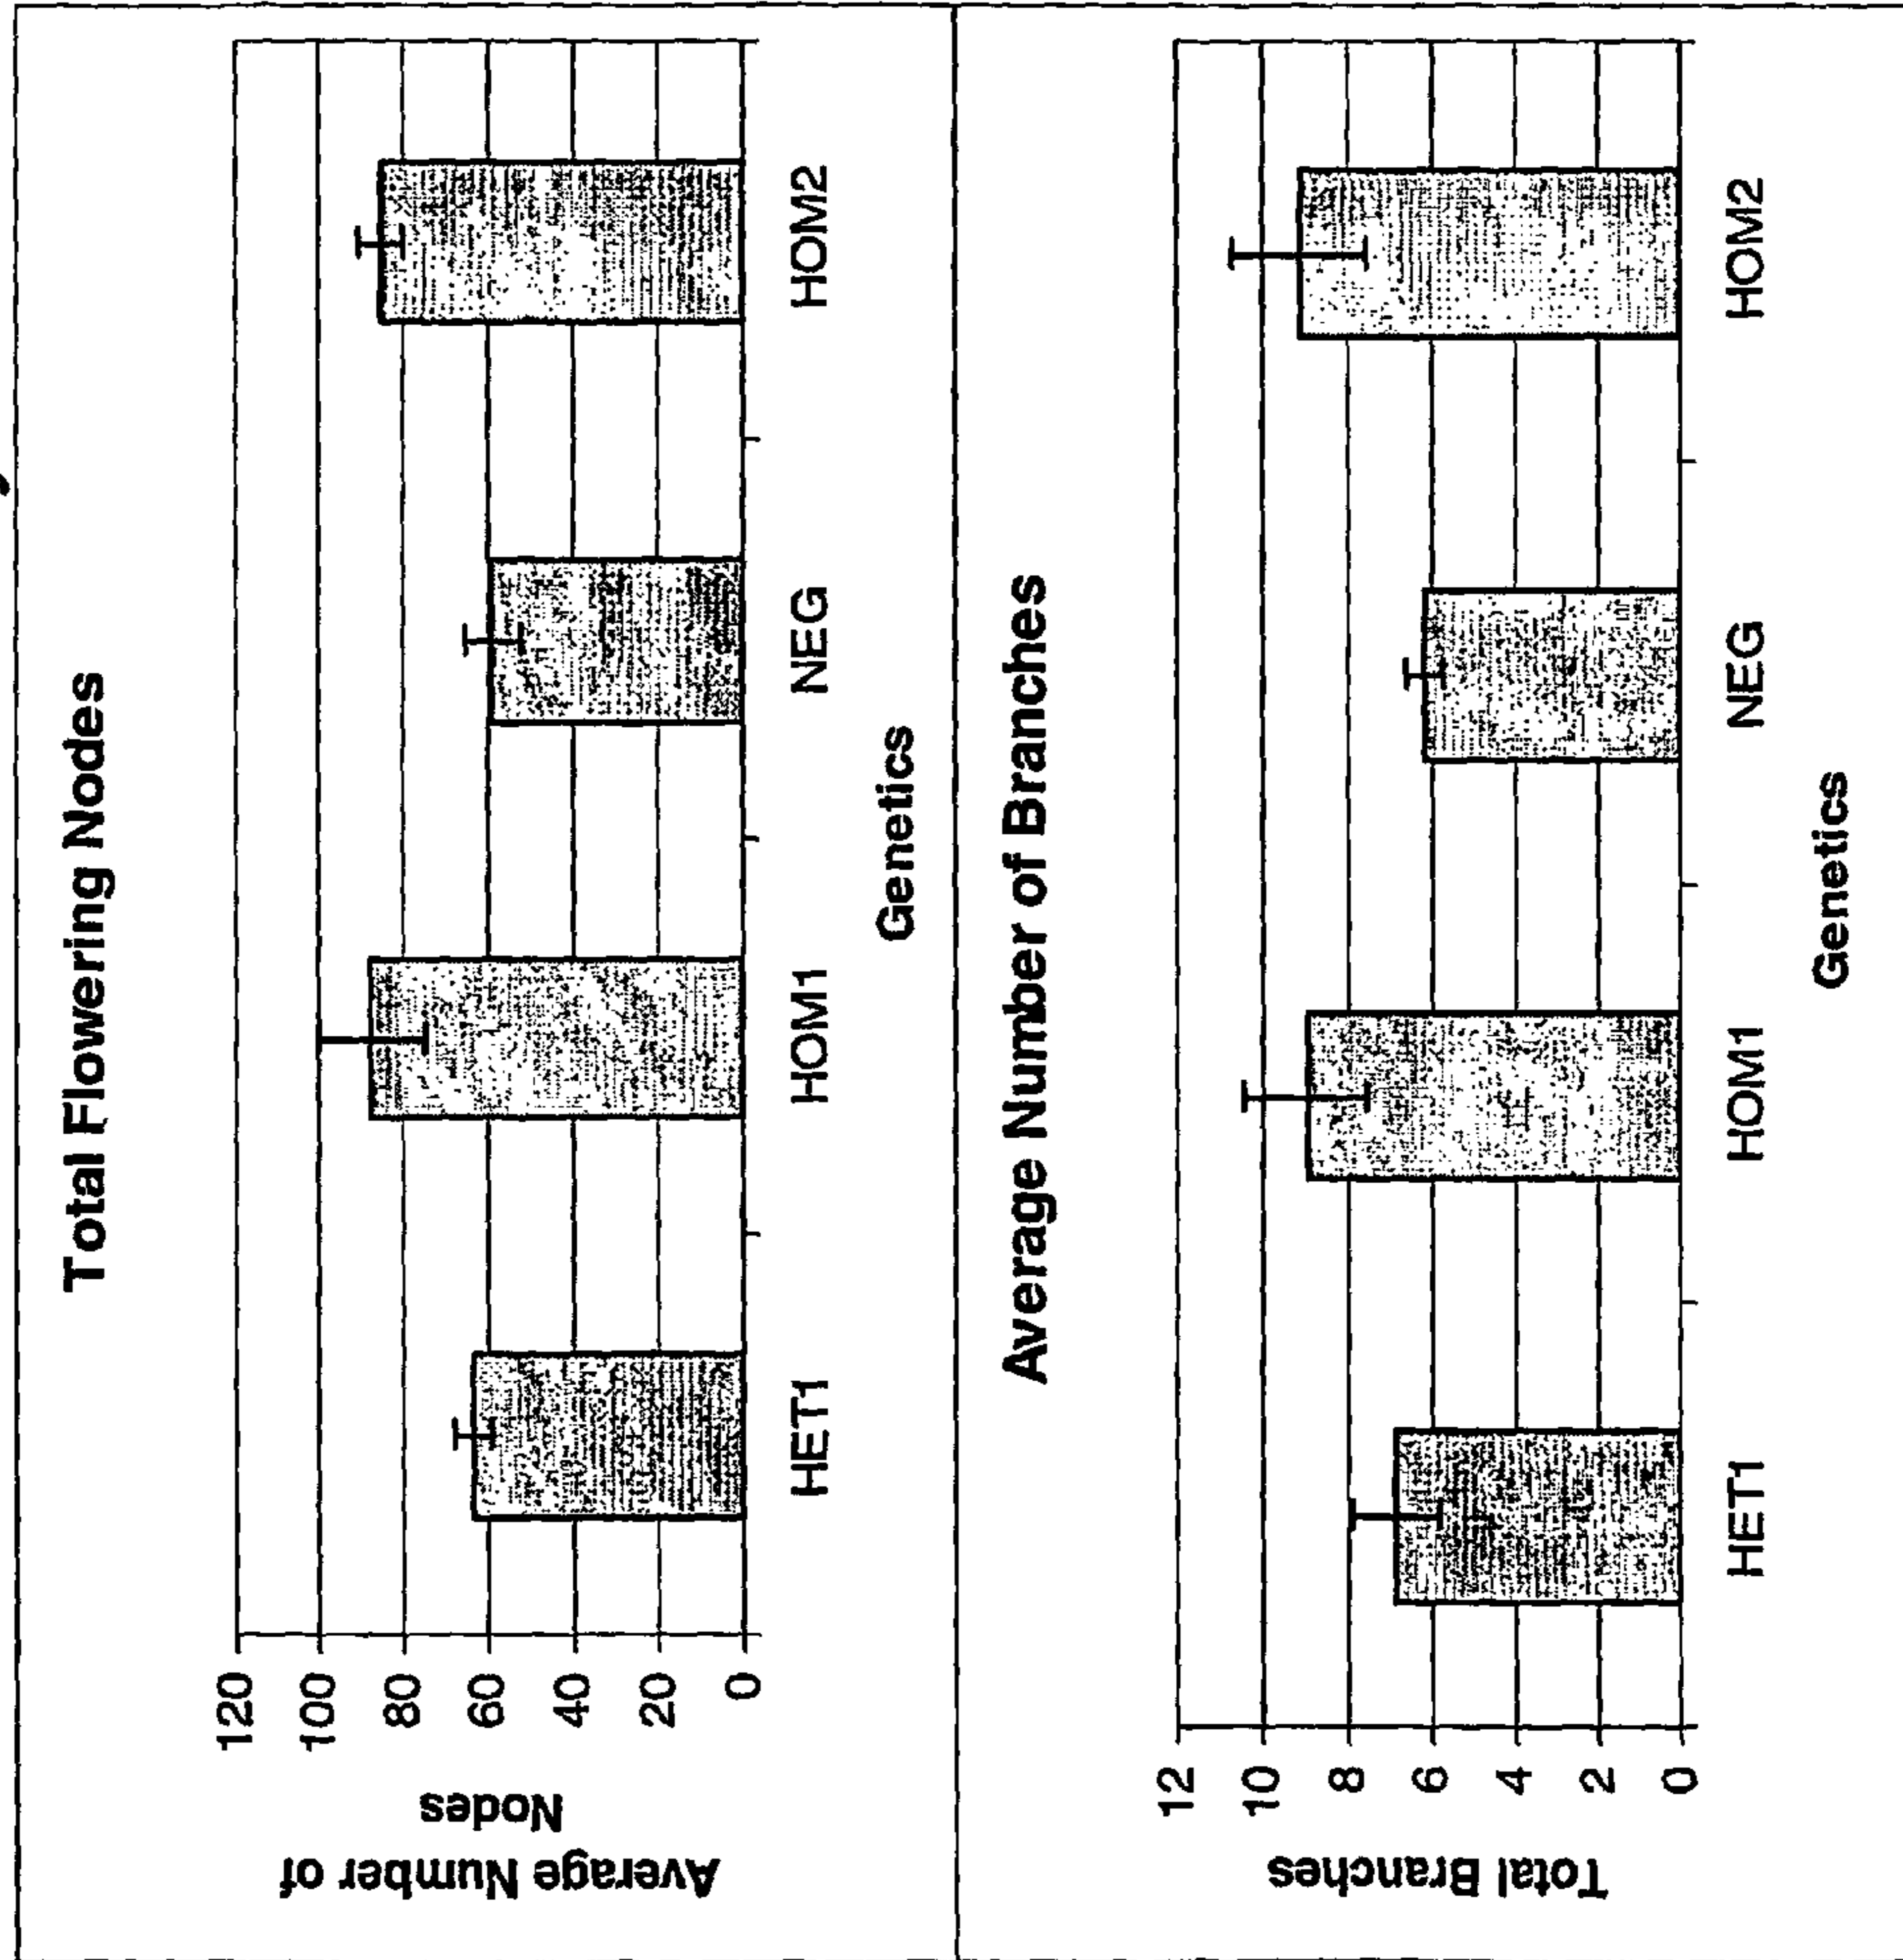 Total Flowering Nodes
Average Number of
Nodes
120
100
80
60
40
20
0
HET1 HOM1 NEG HOM2
Genetics
Average Number of Branches
Total Branches
12
10
8
6
4
2
0
HET1 HOM1 NEG HOM2
Genetics